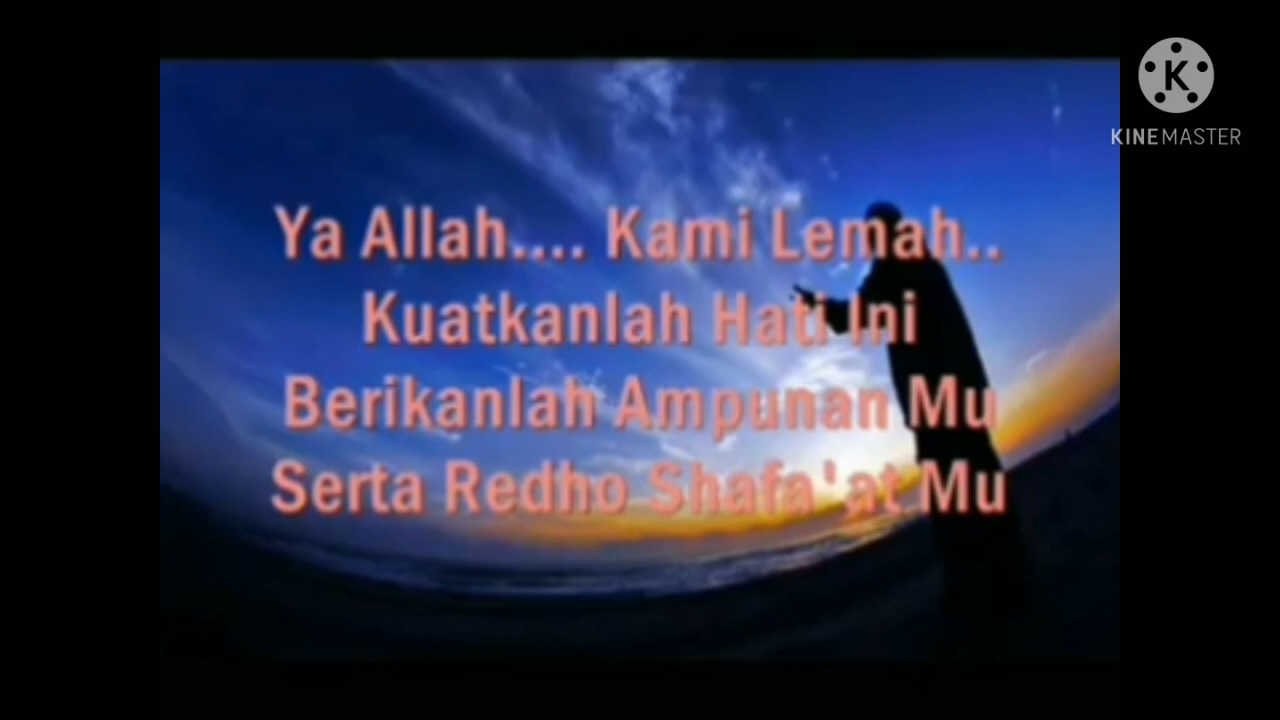 Ya Allah.... Kami Lemah..
Kuatkanlah Hati Ini
Berikanlah Ampunan Mu
Serta Redho Shafa'at Mu
K
KINEMASTER